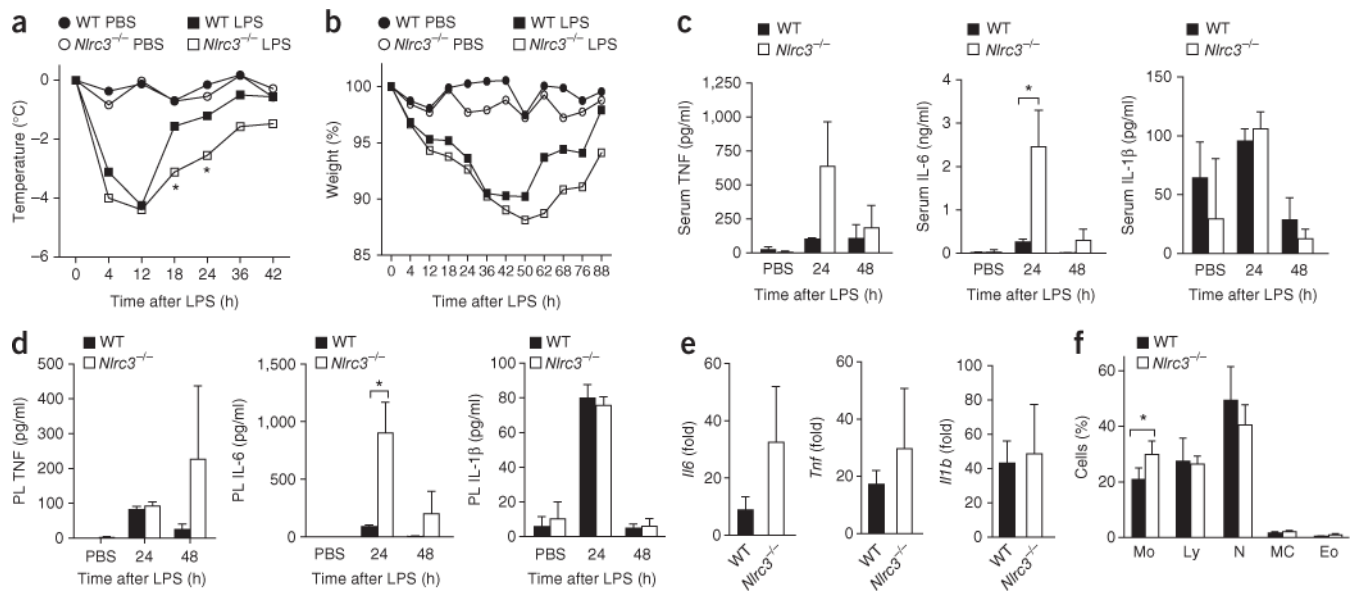 a
● WT PBS ■ WT LPS
○ Nlrc3–/– PBS □ Nlrc3–/– LPS
Temperature (°C)
0
–2
–4
–6
0 4 12 18 24 36 42
Time after LPS (h)
*
*
b
● WT PBS ■ WT LPS
○ Nlrc3–/– PBS □ Nlrc3–/– LPS
Weight (%)
100
95
90
85
0 4 12 18 24 36 42 50 62 68 76 88
Time after LPS (h)
c
■ WT
□ Nlrc3–/–
Serum TNF (pg/ml)
1,250
1,000
750
500
250
0
PBS 24 48
Time after LPS (h)
■ WT
□ Nlrc3–/–
Serum IL-6 (ng/ml)
6
4
3
2
1
0
*
PBS 24 48
Time after LPS (h)
■ WT
□ Nlrc3–/–
Serum IL-1β (pg/ml)
150
100
50
0
PBS 24 48
Time after LPS (h)
d
■ WT
□ Nlrc3–/–
PL TNF (pg/ml)
500
400
300
200
100
0
PBS 24 48
Time after LPS (h)
■ WT
□ Nlrc3–/–
PL IL-6 (pg/ml)
1,500
1,000
500
0
*
PBS 24 48
Time after LPS (h)
■ WT
□ Nlrc3–/–
PL IL-1β (pg/ml)
80
60
40
20
0
PBS 24 48
Time after LPS (h)
e
Il6 (fold)
60
40
20
0
WT
Nlrc3–/–
Tnf (fold)
60
40
20
0
WT
Nlrc3–/–
Il1b (fold)
100
80
60
40
20
0
WT
Nlrc3–/–
f
■ WT
□ Nlrc3–/–
Cells (%)
60
40
20
0
*
Mo Ly N MC Eo